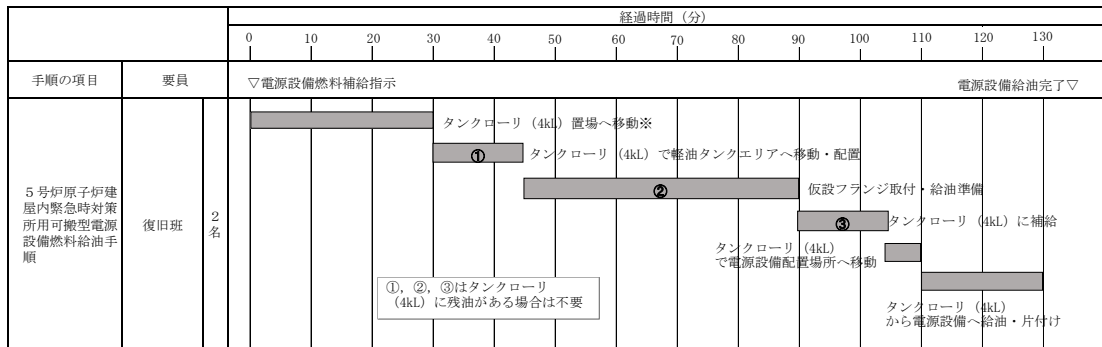 経過時間（分）
0 10 20 30 40 50 60 70 80 90 100 110 120 130
手順の項目 要員 ▽電源設備燃料補給指示 電源設備給油完了▽
５号炉原子炉建
屋内緊急時対策
所用可搬型電源
設備燃料給油手
順
復旧班
２
名
タンクローリ（4kL）置場へ移動※
① タンクローリ（4kL）で軽油タンクエリアへ移動・配置
② 仮設フランジ取付・給油準備
③ タンクローリ（4kL）に補給
タンクローリ（4kL）
で電源設備配置場所へ移動
①，②，③はタンクローリ
（4kL）に残油がある場合は不要
タンクローリ（4kL）
から電源設備へ給油・片付け